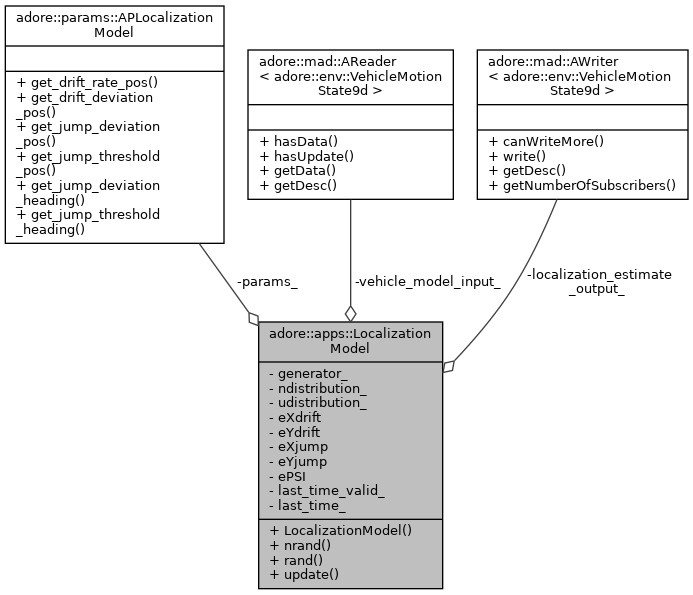 adore::params::APLocalization
Model
+ get_drift_rate_pos()
+ get_drift_deviation
_pos()
+ get_jump_deviation
_pos()
+ get_jump_threshold
_pos()
+ get_jump_deviation
_heading()
+ get_jump_threshold
_heading()
adore::mad::AReader
< adore::env::VehicleMotion
State9d >
+ hasData()
+ hasUpdate()
+ getData()
+ getDesc()
adore::mad::AWriter
< adore::env::VehicleMotion
State9d >
+ canWriteMore()
+ write()
+ getDesc()
+ getNumberOfSubscribers()
-params_
-vehicle_model_input_
-localization_estimate
_output_
adore::apps::Localization
Model
- generator_
- ndistribution_
- udistribution_
- eXdrift
- eYdrift
- eXjump
- eYjump
- ePSI
- last_time_valid_
- last_time_
+ LocalizationModel()
+ nrand()
+ rand()
+ update()